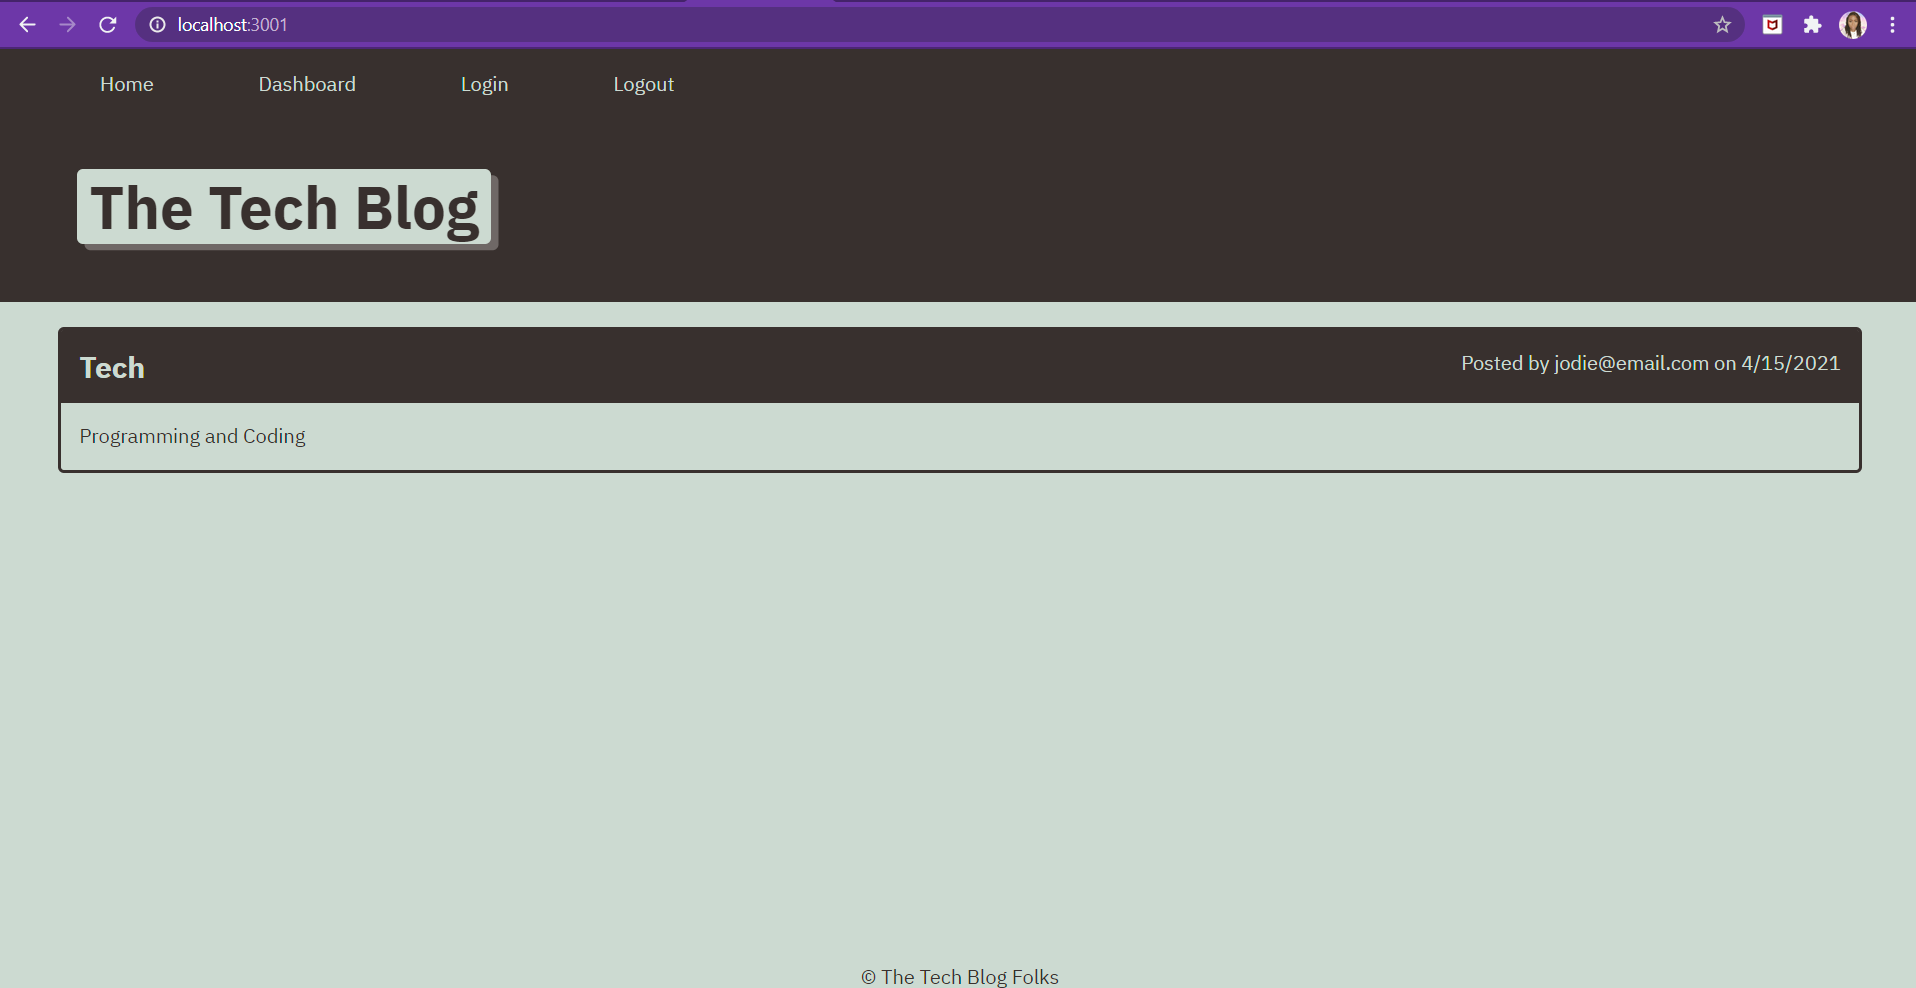 localhost:3001
Home Dashboard Login Logout
The Tech Blog
Tech Posted by jodie@email.com on 4/15/2021
Programming and Coding
© The Tech Blog Folks